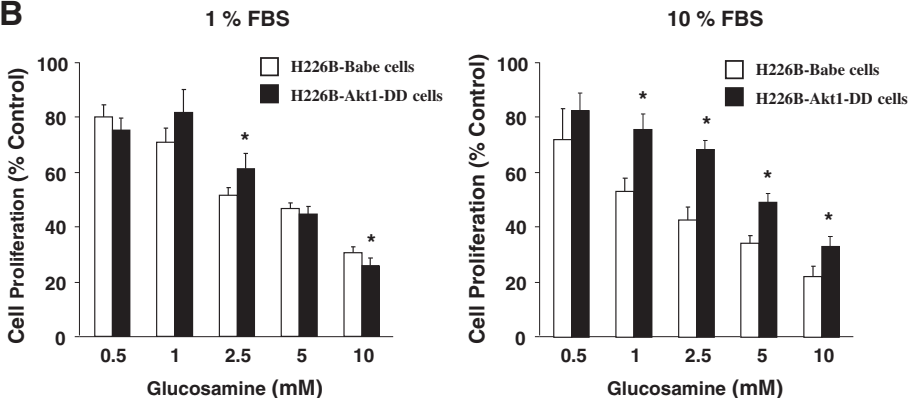 B
1 % FBS
H226B-Babe cells
H226B-Akt1-DD cells
Cell Proliferation (% Control)
100
80
60
40
20
0
*
*
0.5 1 2.5 5 10
Glucosamine (mM)
10 % FBS
H226B-Babe cells
H226B-Akt1-DD cells
Cell Proliferation (% Control)
100
80
60
40
20
0
*
*
*
*
0.5 1 2.5 5 10
Glucosamine (mM)